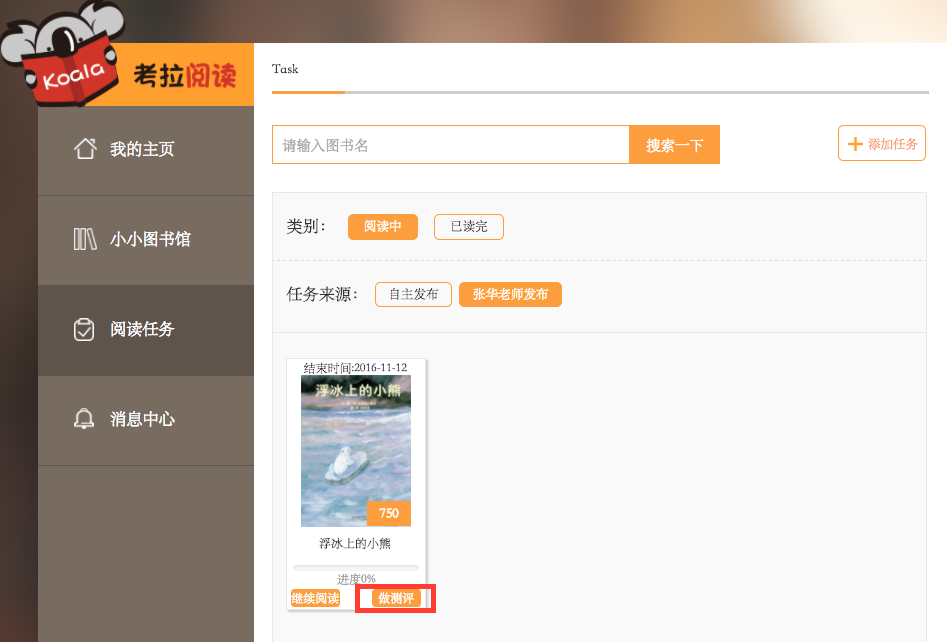 Koala
考拉阅读
我的主页
小小图书馆
阅读任务
消息中心
Task
请输入图书名
搜索一下
添加任务
类别：
阅读中
已读完
任务来源：
自主发布
张华老师发布
结束时间:2016-11-12
浮冰上的小熊
750
浮冰上的小熊
进度0%
继续阅读
做测评